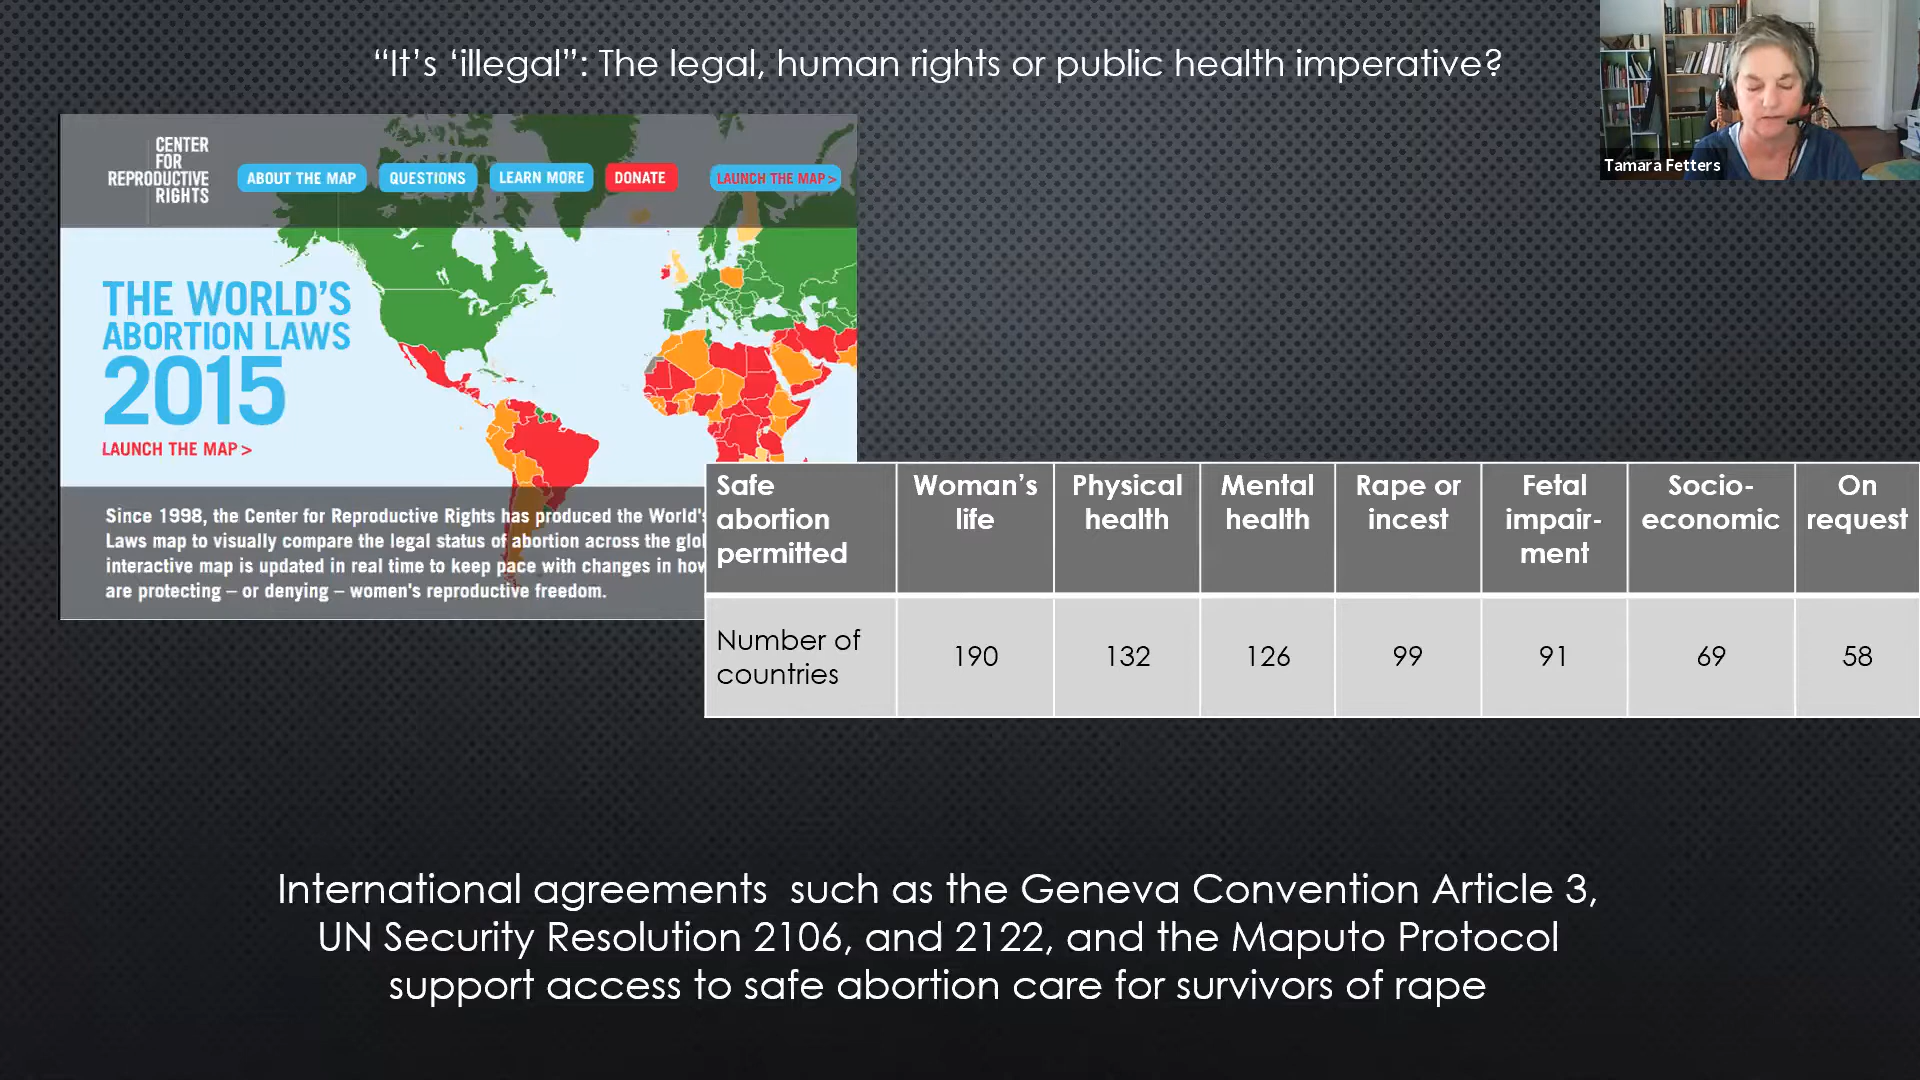 “It’s ‘illegal”: The legal, human rights or public health imperative?
Tamara Fetters
CENTER
FOR
REPRODUCTIVE
RIGHTS
ABOUT THE MAP
QUESTIONS
LEARN MORE
DONATE
LAUNCH THE MAP >
THE WORLD'S
ABORTION LAWS
2015
LAUNCH THE MAP >
Since 1998, the Center for Reproductive Rights has produced the World's
Laws map to visually compare the legal status of abortion across the glo
interactive map is updated in real time to keep pace with changes in how
are protecting – or denying – women's reproductive freedom.
Safe abortion permitted
Woman’s life
Physical health
Mental health
Rape or incest
Fetal impair-ment
Socio-economic
On request
Number of countries
190
132
126
99
91
69
58
International agreements  such as the Geneva Convention Article 3,
UN Security Resolution 2106, and 2122, and the Maputo Protocol
support access to safe abortion care for survivors of rape